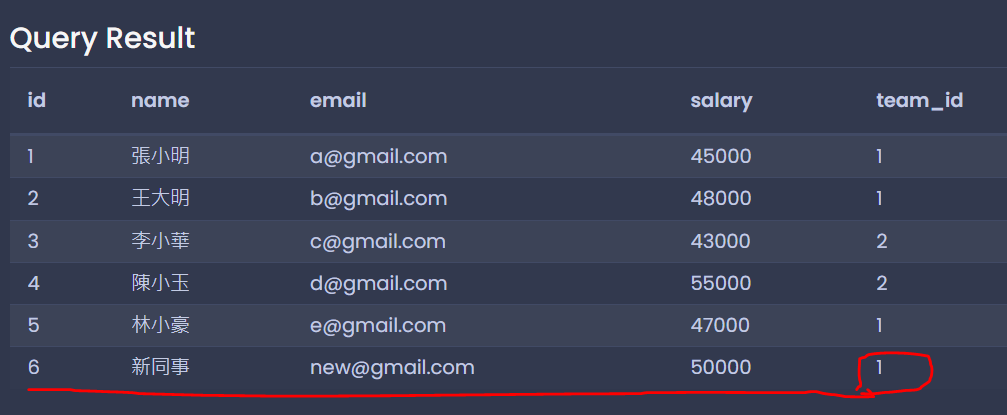 Query Result
id name email salary team_id
1 張小明 a@gmail.com 45000 1
2 王大明 b@gmail.com 48000 1
3 李小華 c@gmail.com 43000 2
4 陳小玉 d@gmail.com 55000 2
5 林小豪 e@gmail.com 47000 1
6 新同事 new@gmail.com 50000 1